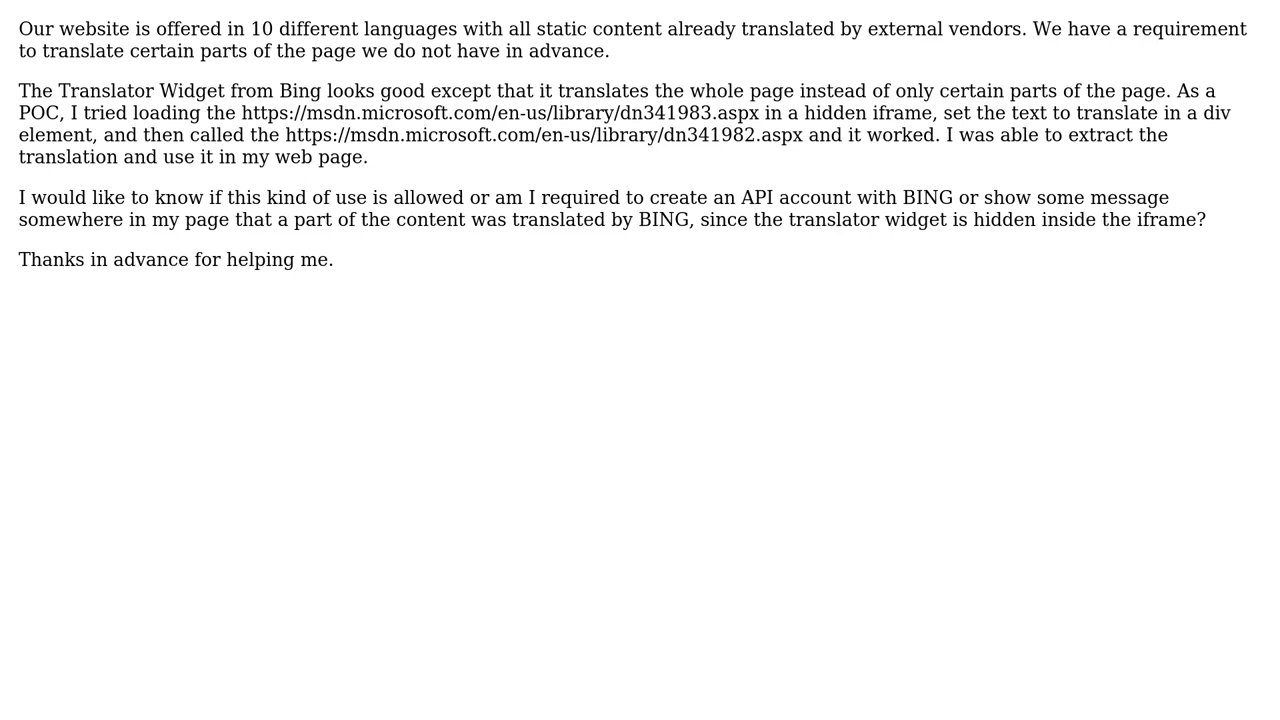 Our website is offered in 10 different languages with all static content already translated by external vendors. We have a requirement
to translate certain parts of the page we do not have in advance.
The Translator Widget from Bing looks good except that it translates the whole page instead of only certain parts of the page. As a
POC, I tried loading the https://msdn.microsoft.com/en-us/library/dn341983.aspx in a hidden iframe, set the text to translate in a div
element, and then called the https://msdn.microsoft.com/en-us/library/dn341982.aspx and it worked. I was able to extract the
translation and use it in my web page.
I would like to know if this kind of use is allowed or am I required to create an API account with BING or show some message
somewhere in my page that a part of the content was translated by BING, since the translator widget is hidden inside the iframe?
Thanks in advance for helping me.